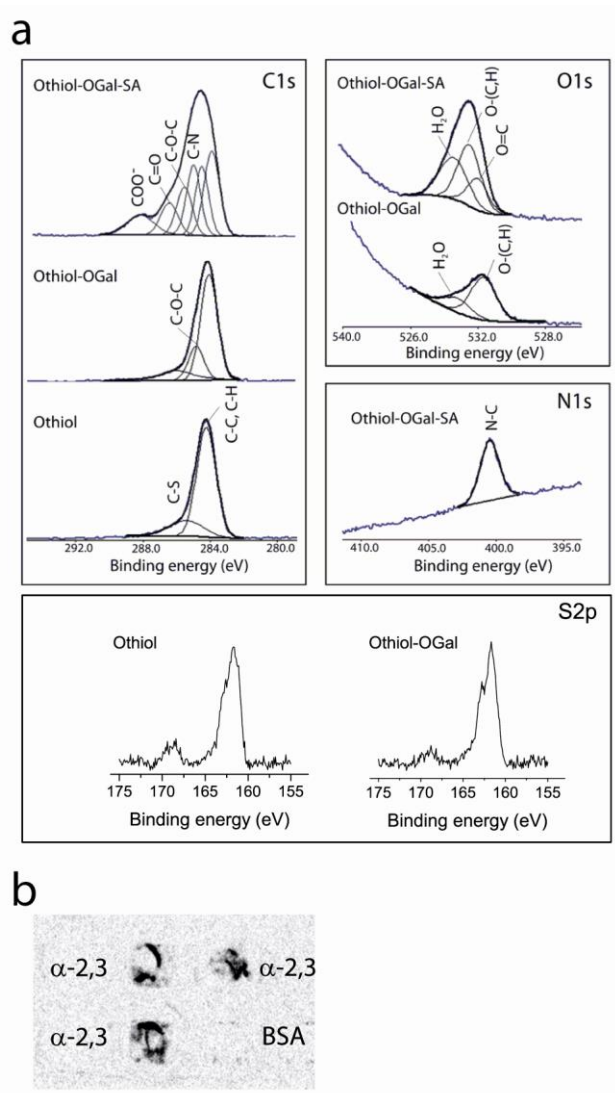 a
C1s
Othiol-OGal-SA
COO-
C=O
C-O-C
C-N
Othiol-OGal
C-O-C
Othiol
C-S
C-C, C-H
292.0 288.0 284.0 280.0
Binding energy (eV)
O1s
Othiol-OGal-SA
H2O
O-(C,H)
O=C
Othiol-OGal
H2O
O-(C,H)
540.0 526.0 532.0 528.0
Binding energy (eV)
N1s
Othiol-OGal-SA
N-C
410.0 405.0 400.0 395.0
Binding energy (eV)
S2p
Othiol
175 170 165 160 155
Binding energy (eV)
Othiol-OGal
175 170 165 160 155
Binding energy (eV)
b
α-2,3 α-2,3
α-2,3 BSA